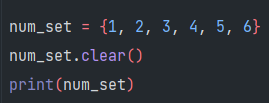 num_set = {1, 2, 3, 4, 5, 6}
num_set.clear()
print(num_set)